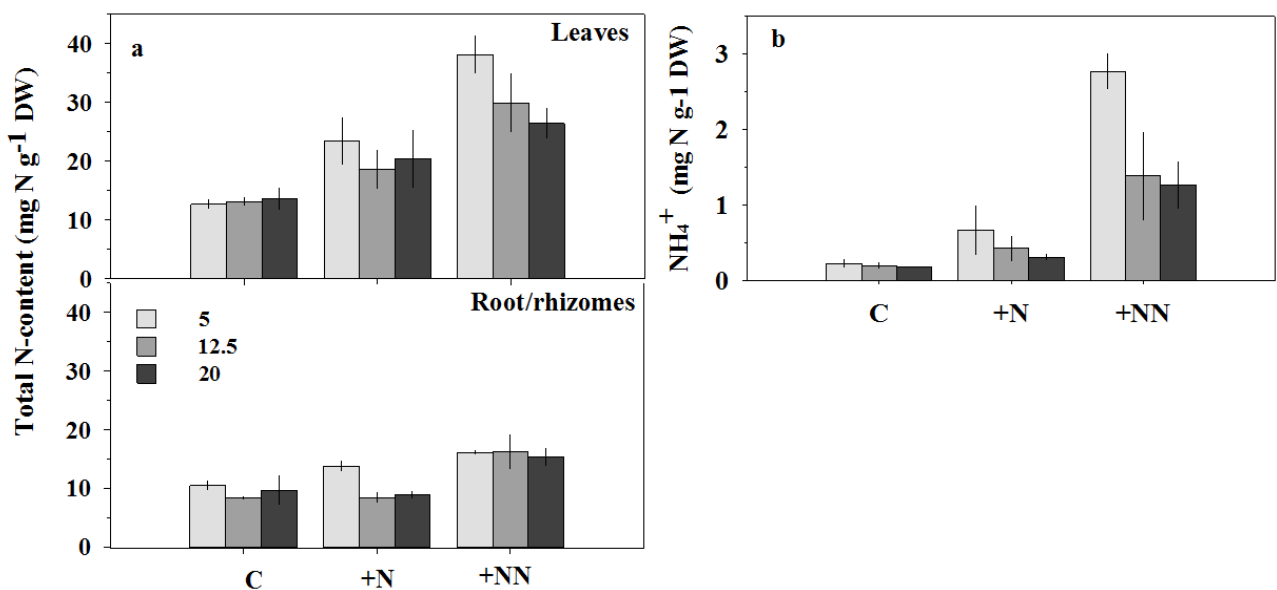 a
Leaves
40
30
20
10
0
Total N-content (mg N g-1 DW)
Root/rhizomes
40
30
20
10
0
5
12.5
20
C
+N
+NN
b
3
2
1
0
NH4+ (mg N g-1 DW)
C
+N
+NN